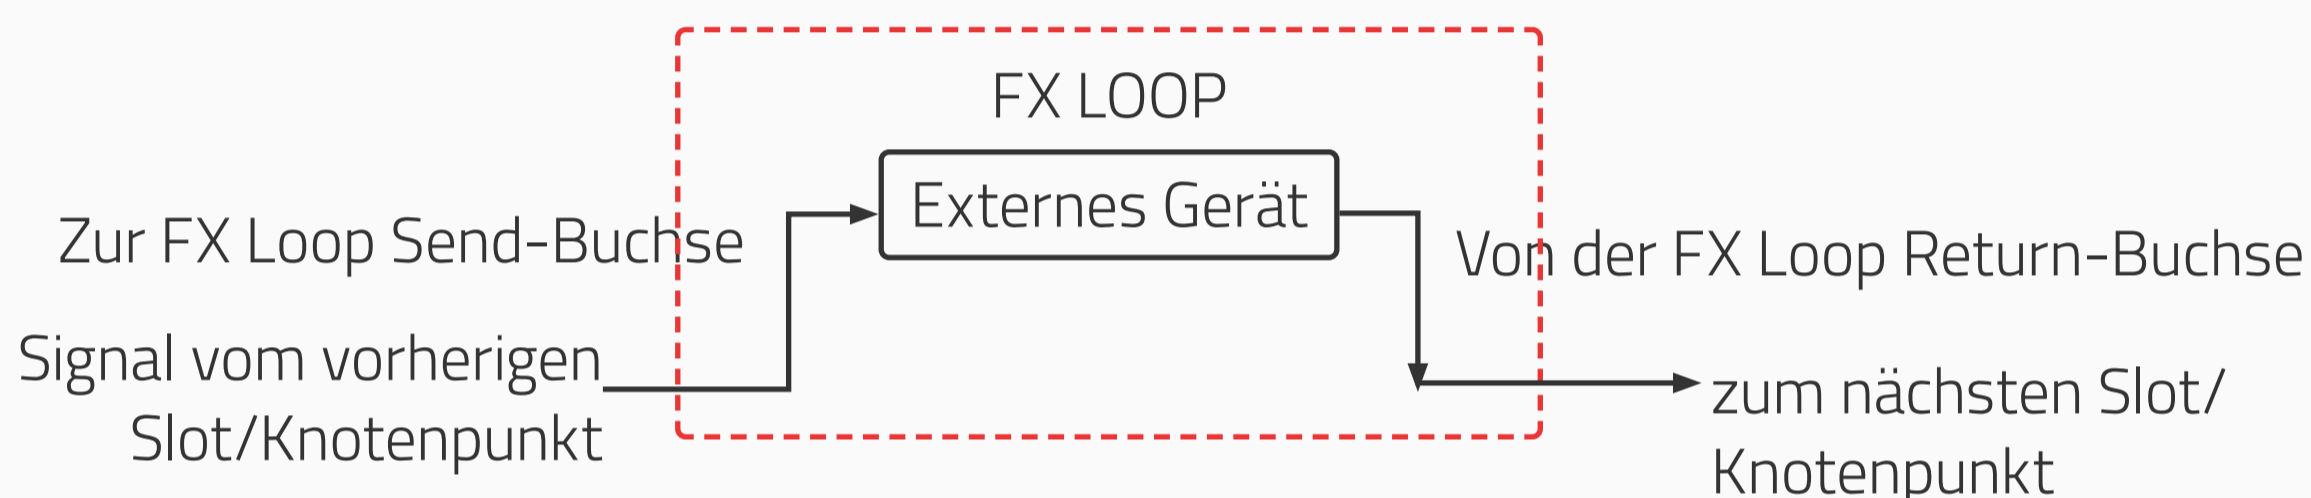 FX LOOP
Externes Gerät
Zur FX Loop Send-Buchse
Von der FX Loop Return-Buchse
Signal vom vorherigen
Slot/Knotenpunkt
zum nächsten Slot/
Knotenpunkt